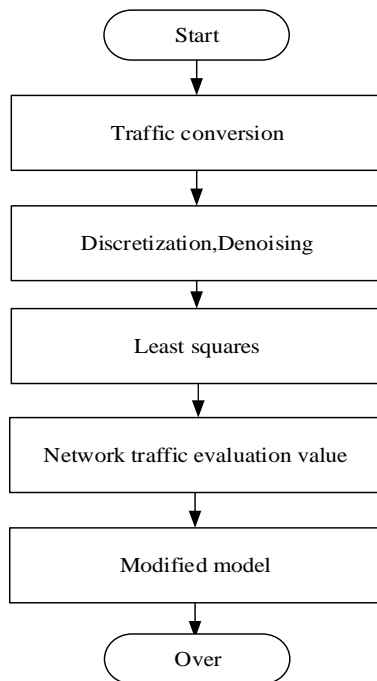 Start
Traffic conversion
Discretization,Denoising
Least squares
Network traffic evaluation value
Modified model
Over